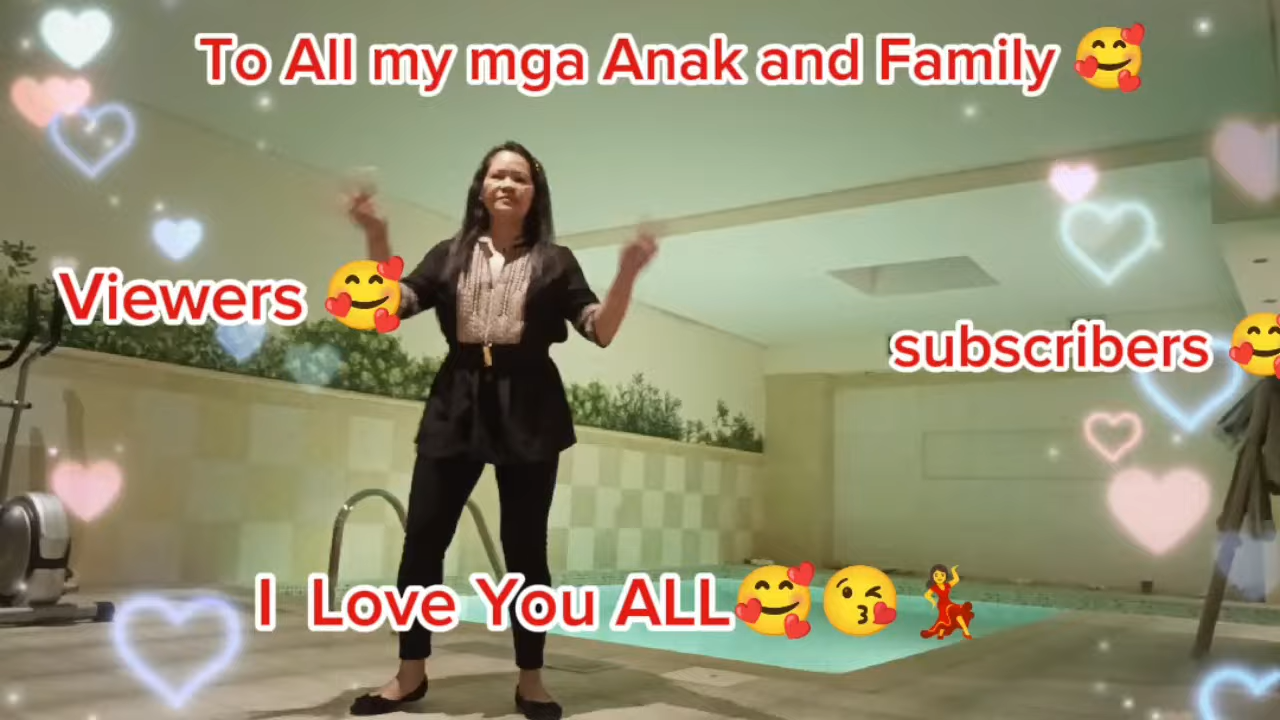 To All my mga Anak and Family 🥰
Viewers 🥰
subscribers 🥰
I Love You ALL🥰😘💃